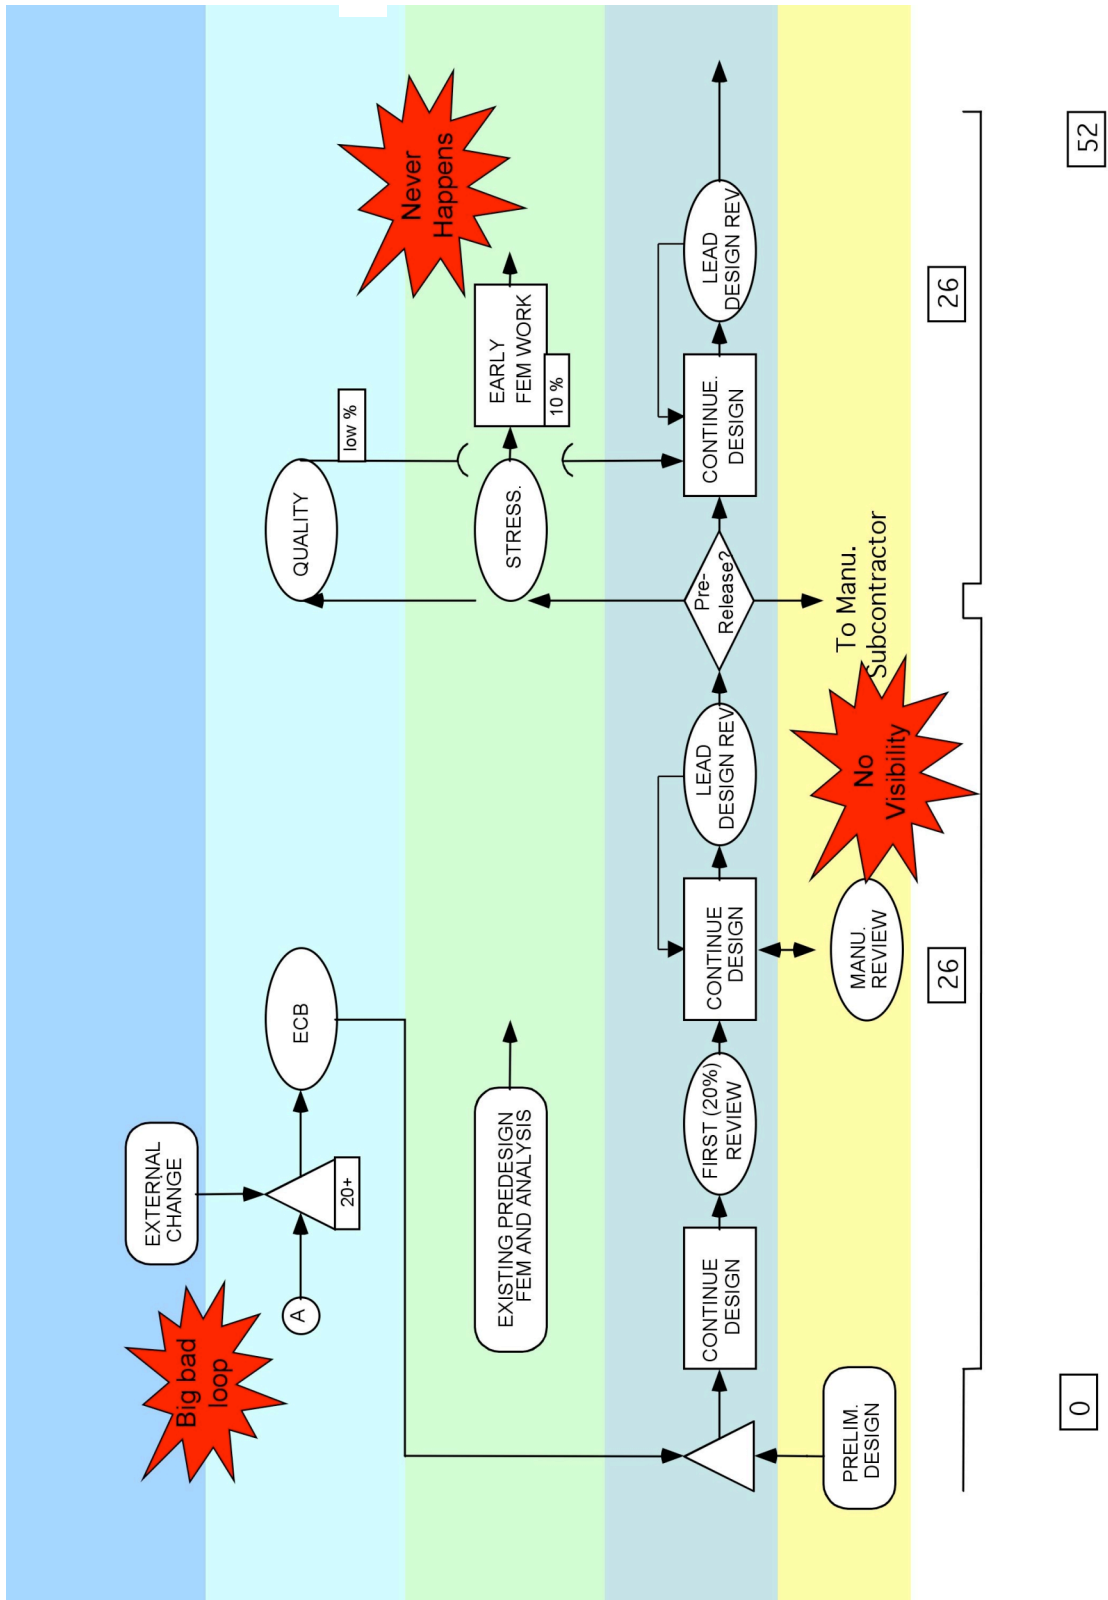 EXTERNAL
CHANGE
Big bad
loop
A
20+
ECB
QUALITY
low %
Never
Happens
EXISTING PREDESIGN
FEM AND ANALYSIS
STRESS.
EARLY
FEM WORK
10 %
CONTINUE
DESIGN
FIRST (20%)
REVIEW
CONTINUE
DESIGN
LEAD
DESIGN REV
Pre-
Release?
CONTINUE.
DESIGN
LEAD
DESIGN REV
PRELIM.
DESIGN
MANU.
REVIEW
No
Visibility
To Manu.
Subcontractor
26
26
0
52